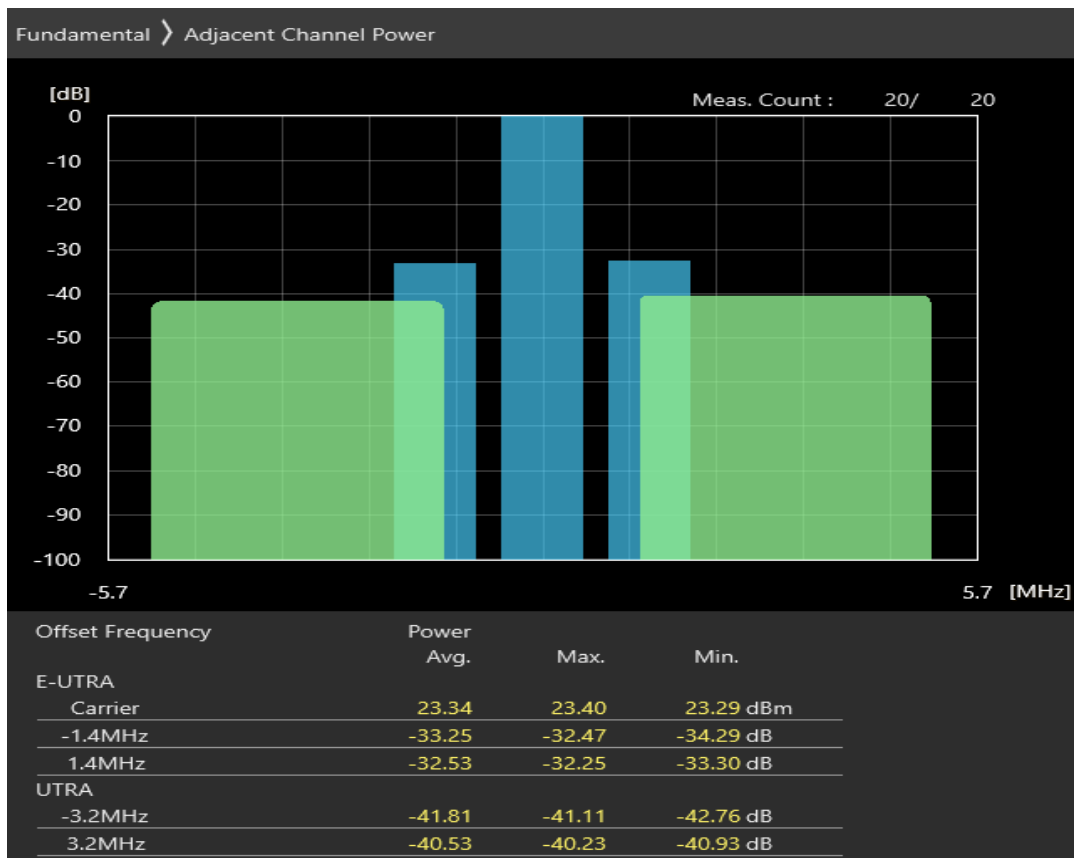 Fundamental 〉 Adjacent Channel Power
[dB]
Meas. Count : 20/ 20
0
-10
-20
-30
-40
-50
-60
-70
-80
-90
-100
-5.7 5.7 [MHz]
Offset Frequency Power
Avg. Max. Min.
E-UTRA
Carrier 23.34 23.40 23.29 dBm
-1.4MHz -33.25 -32.47 -34.29 dB
1.4MHz -32.53 -32.25 -33.30 dB
UTRA
-3.2MHz -41.81 -41.11 -42.76 dB
3.2MHz -40.53 -40.23 -40.93 dB